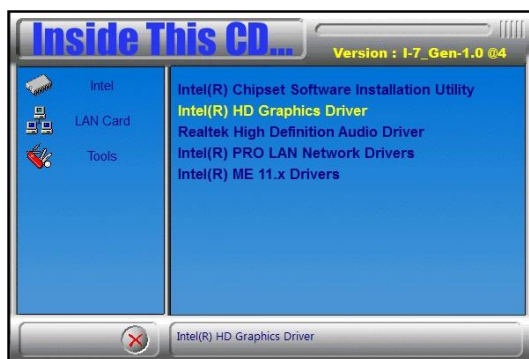 Inside This CD...
Version : I-7_Gen-1.0 @4
Intel
LAN Card
Tools
Intel(R) Chipset Software Installation Utility
Intel(R) HD Graphics Driver
Realtek High Definition Audio Driver
Intel(R) PRO LAN Network Drivers
Intel(R) ME 11.x Drivers
Intel(R) HD Graphics Driver